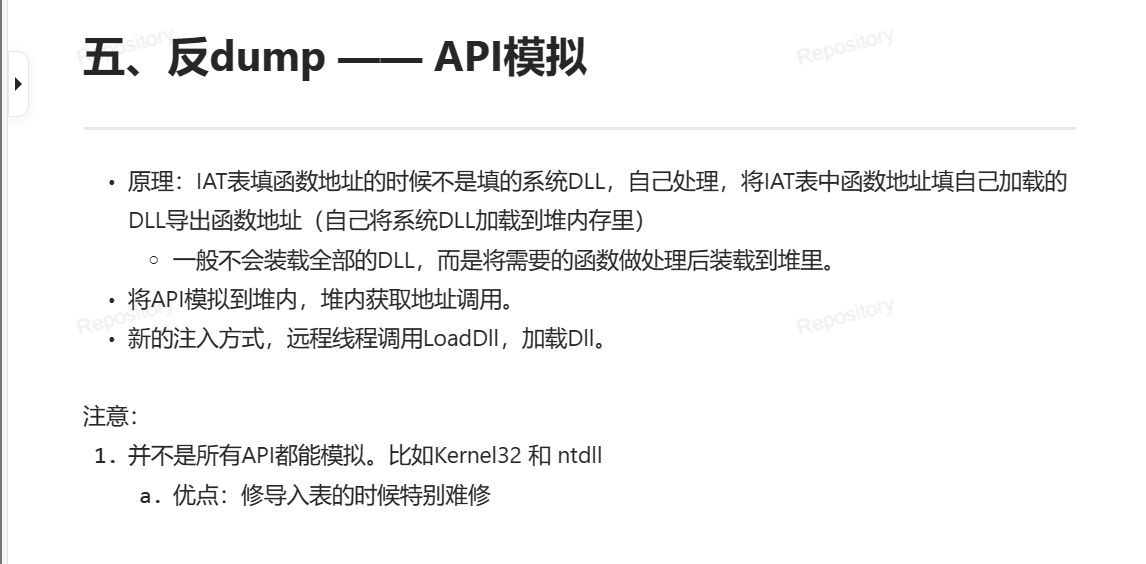 五、反dump —— API模拟
Repository
Repository
• 原理：IAT表填函数地址的时候不是填的系统DLL，自己处理，将IAT表中函数地址填自己加载的
DLL导出函数地址（自己将系统DLL加载到堆内存里）
◦ 一般不会装载全部的DLL，而是将需要的函数做处理后装载到堆里。
• 将API模拟到堆内，堆内获取地址调用。
Repository
Repository
• 新的注入方式，远程线程调用LoadDll，加载Dll。
注意：
1. 并不是所有API都能模拟。比如Kernel32 和 ntdll
a. 优点：修导入表的时候特别难修